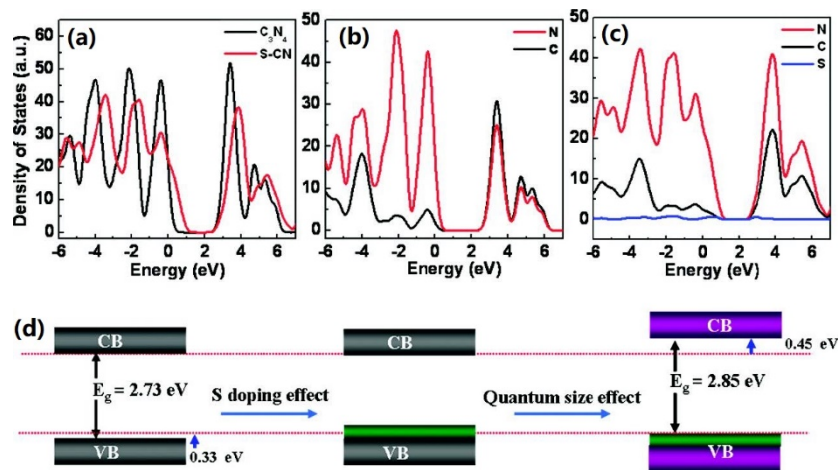 (a)
C3N4
S-CN
Density of States (a.u.)
60
50
40
30
20
10
0
-6 -4 -2 0 2 4 6
Energy (eV)
(b)
N
C
50
40
30
20
10
0
-6 -4 -2 0 2 4 6
Energy (eV)
(c)
N
C
S
50
40
30
20
10
0
-6 -4 -2 0 2 4 6
Energy (eV)
(d)
CB
CB
CB
0.45 eV
Eg = 2.73 eV
S doping effect
Quantum size effect
Eg = 2.85 eV
VB
0.33 eV
VB
VB